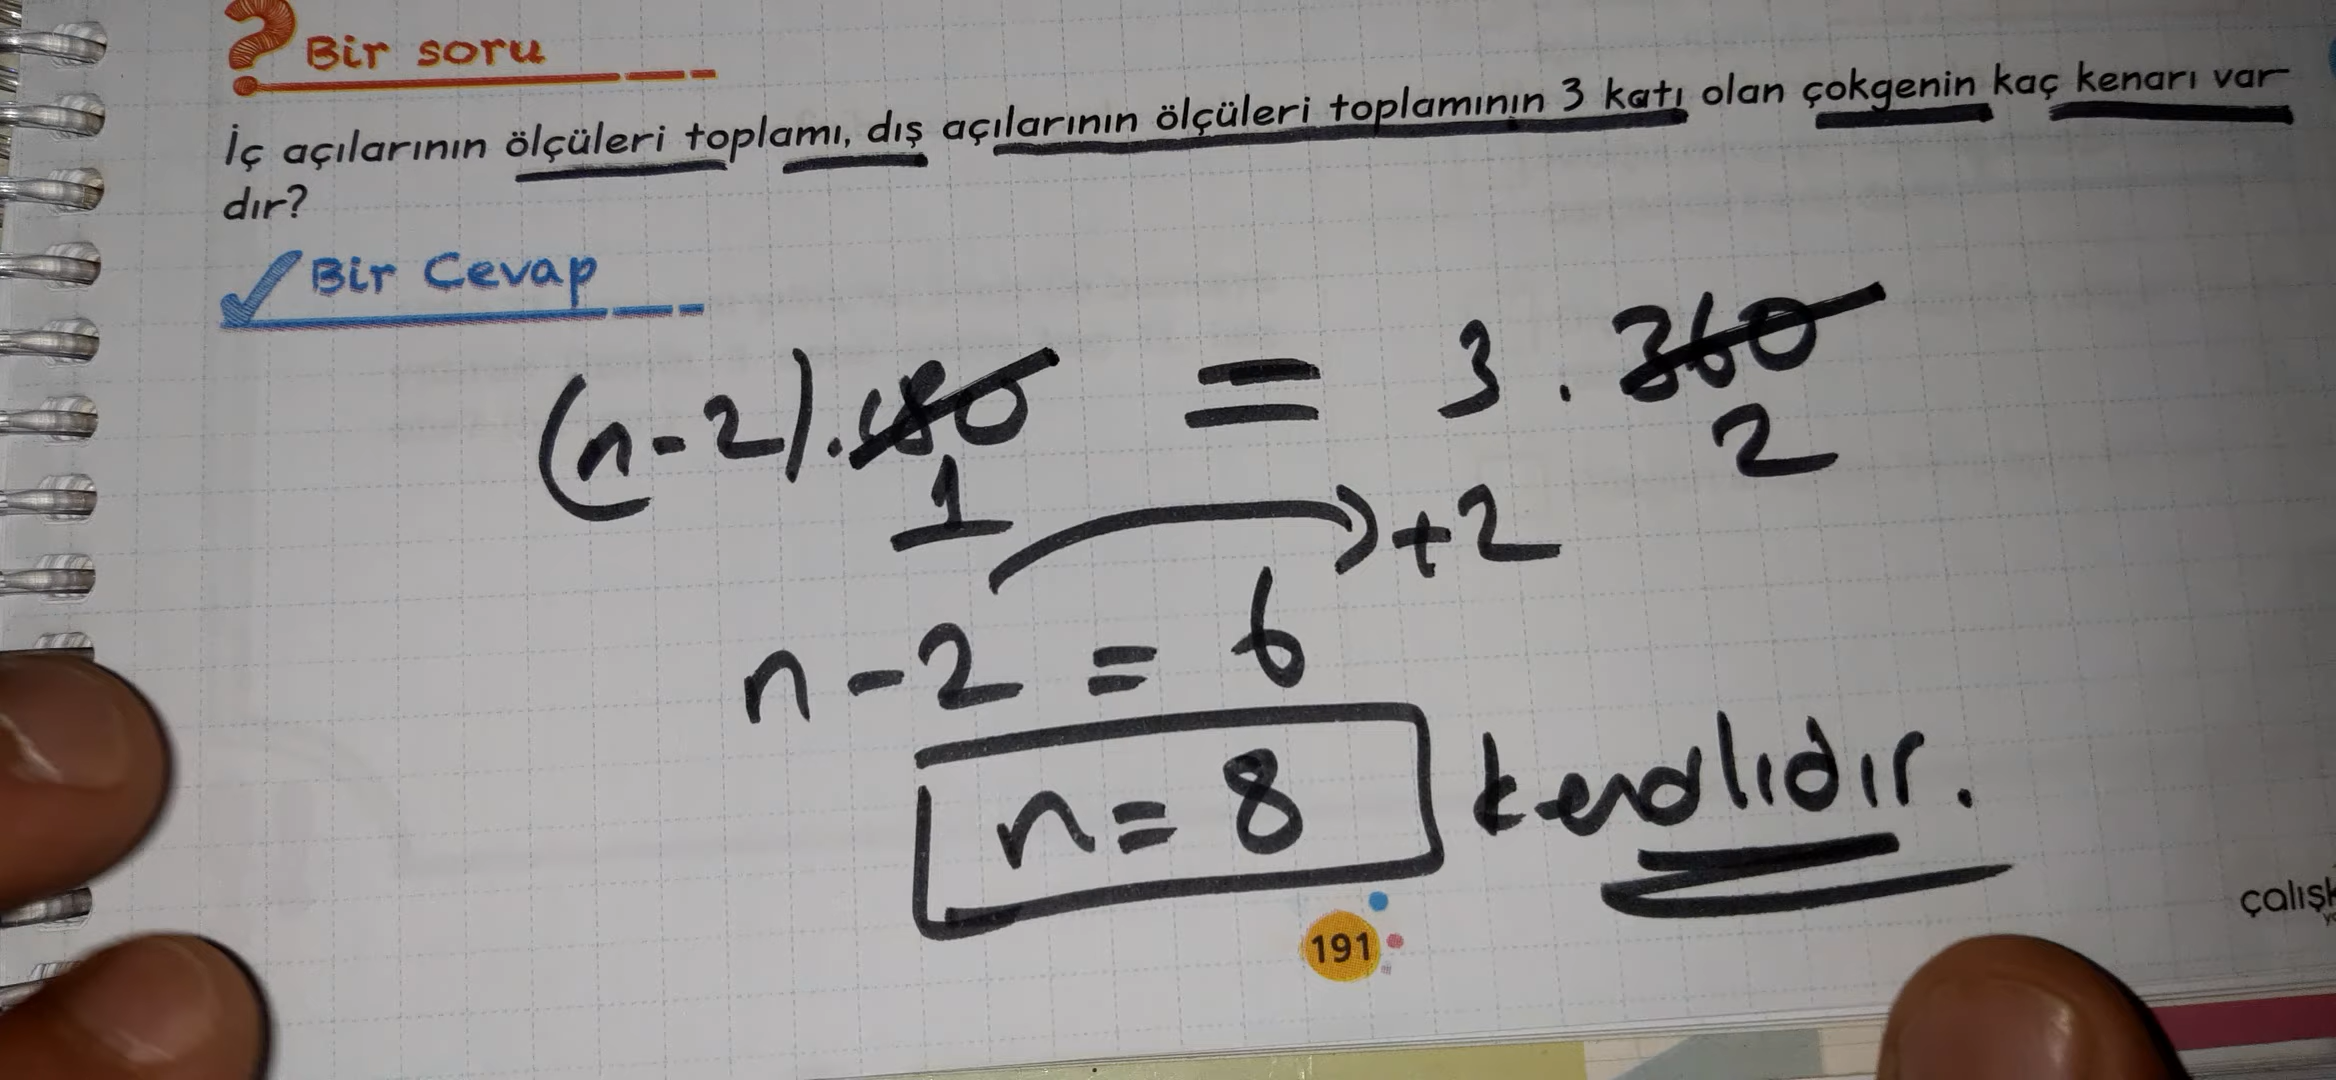 Bir soru
İç açılarının ölçüleri toplamı, dış açılarının ölçüleri toplamının 3 katı olan çokgenin kaç kenarı var-
dır?
Bir Cevap
(n-2).180 = 3.360
1 2
+2
n-2 = 6
n= 8 kenarlıdır.
191